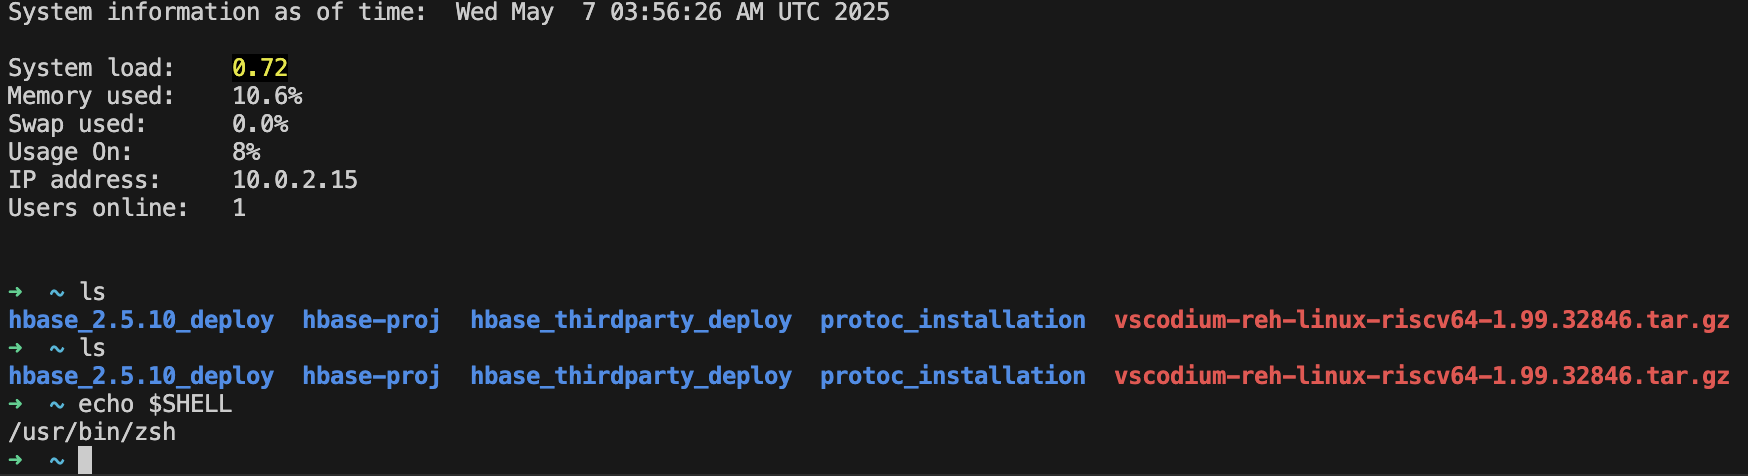 System information as of time:  Wed May  7 03:56:26 AM UTC 2025
System load:    0.72
Memory used:    10.6%
Swap used:      0.0%
Usage On:       8%
IP address:     10.0.2.15
Users online:   1
➜  ~ ls
hbase_2.5.10_deploy  hbase-proj  hbase_thirdparty_deploy  protoc_installation  vscodium-reh-linux-riscv64-1.99.32846.tar.gz
➜  ~ ls
hbase_2.5.10_deploy  hbase-proj  hbase_thirdparty_deploy  protoc_installation  vscodium-reh-linux-riscv64-1.99.32846.tar.gz
➜  ~ echo $SHELL
/usr/bin/zsh
➜  ~